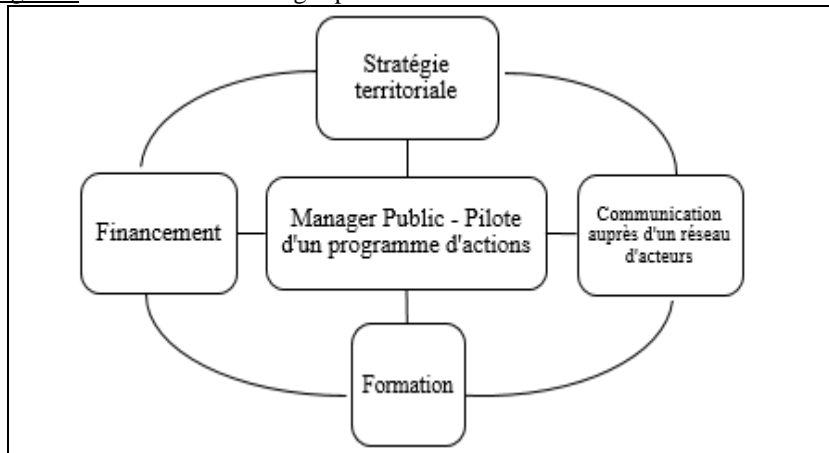 Stratégie
territoriale
Financement
Manager Public - Pilote
d'un programme d'actions
Communication
auprès d'un réseau
d'acteurs
Formation